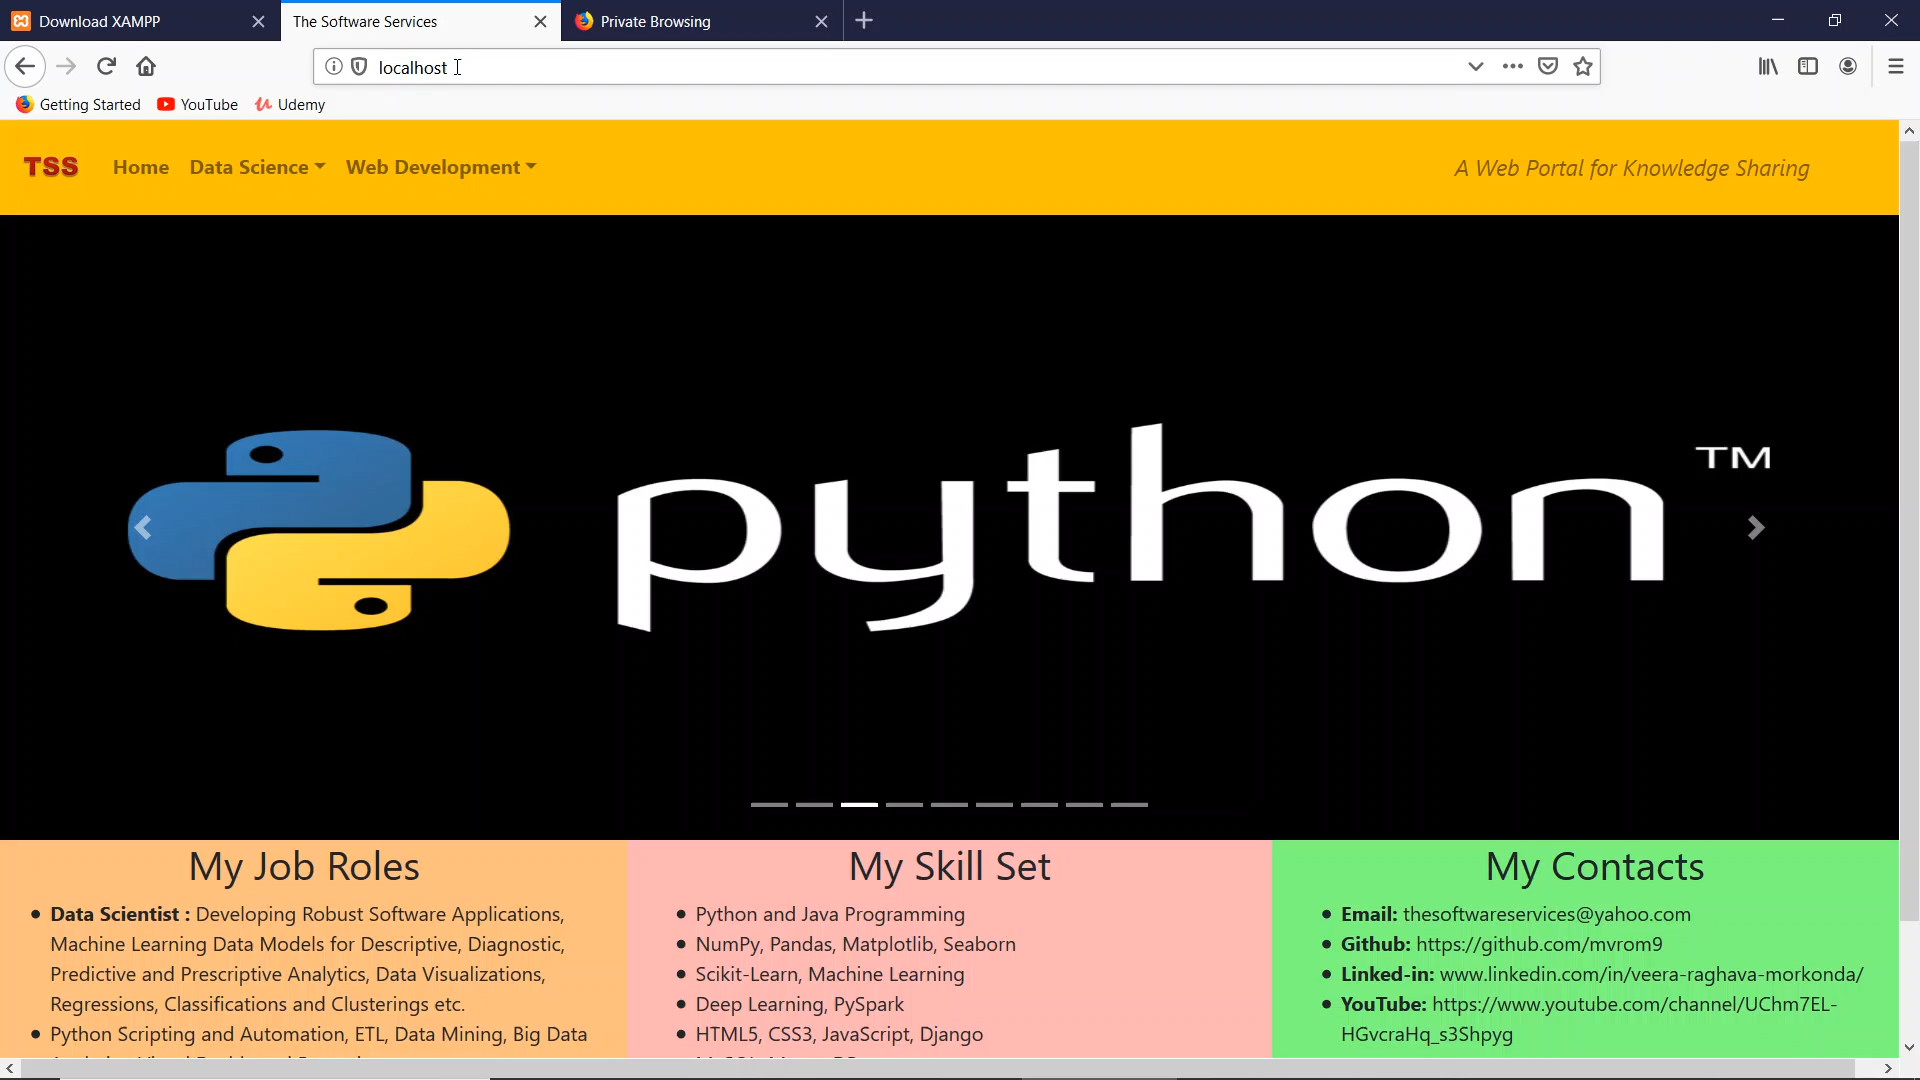 Download XAMPP
The Software Services
Private Browsing
localhost
Getting Started
YouTube
Udemy
TSS
Home
Data Science
Web Development
A Web Portal for Knowledge Sharing
python
TM
My Job Roles
Data Scientist : Developing Robust Software Applications,
Machine Learning Data Models for Descriptive, Diagnostic,
Predictive and Prescriptive Analytics, Data Visualizations,
Regressions, Classifications and Clusterings etc.
Python Scripting and Automation, ETL, Data Mining, Big Data
My Skill Set
Python and Java Programming
NumPy, Pandas, Matplotlib, Seaborn
Scikit-Learn, Machine Learning
Deep Learning, PySpark
HTML5, CSS3, JavaScript, Django
My Contacts
Email: thesoftwareservices@yahoo.com
Github: https://github.com/mvrom9
Linked-in: www.linkedin.com/in/veera-raghava-morkonda/
YouTube: https://www.youtube.com/channel/UChm7EL-
HGvcraHq_s3Shpyg